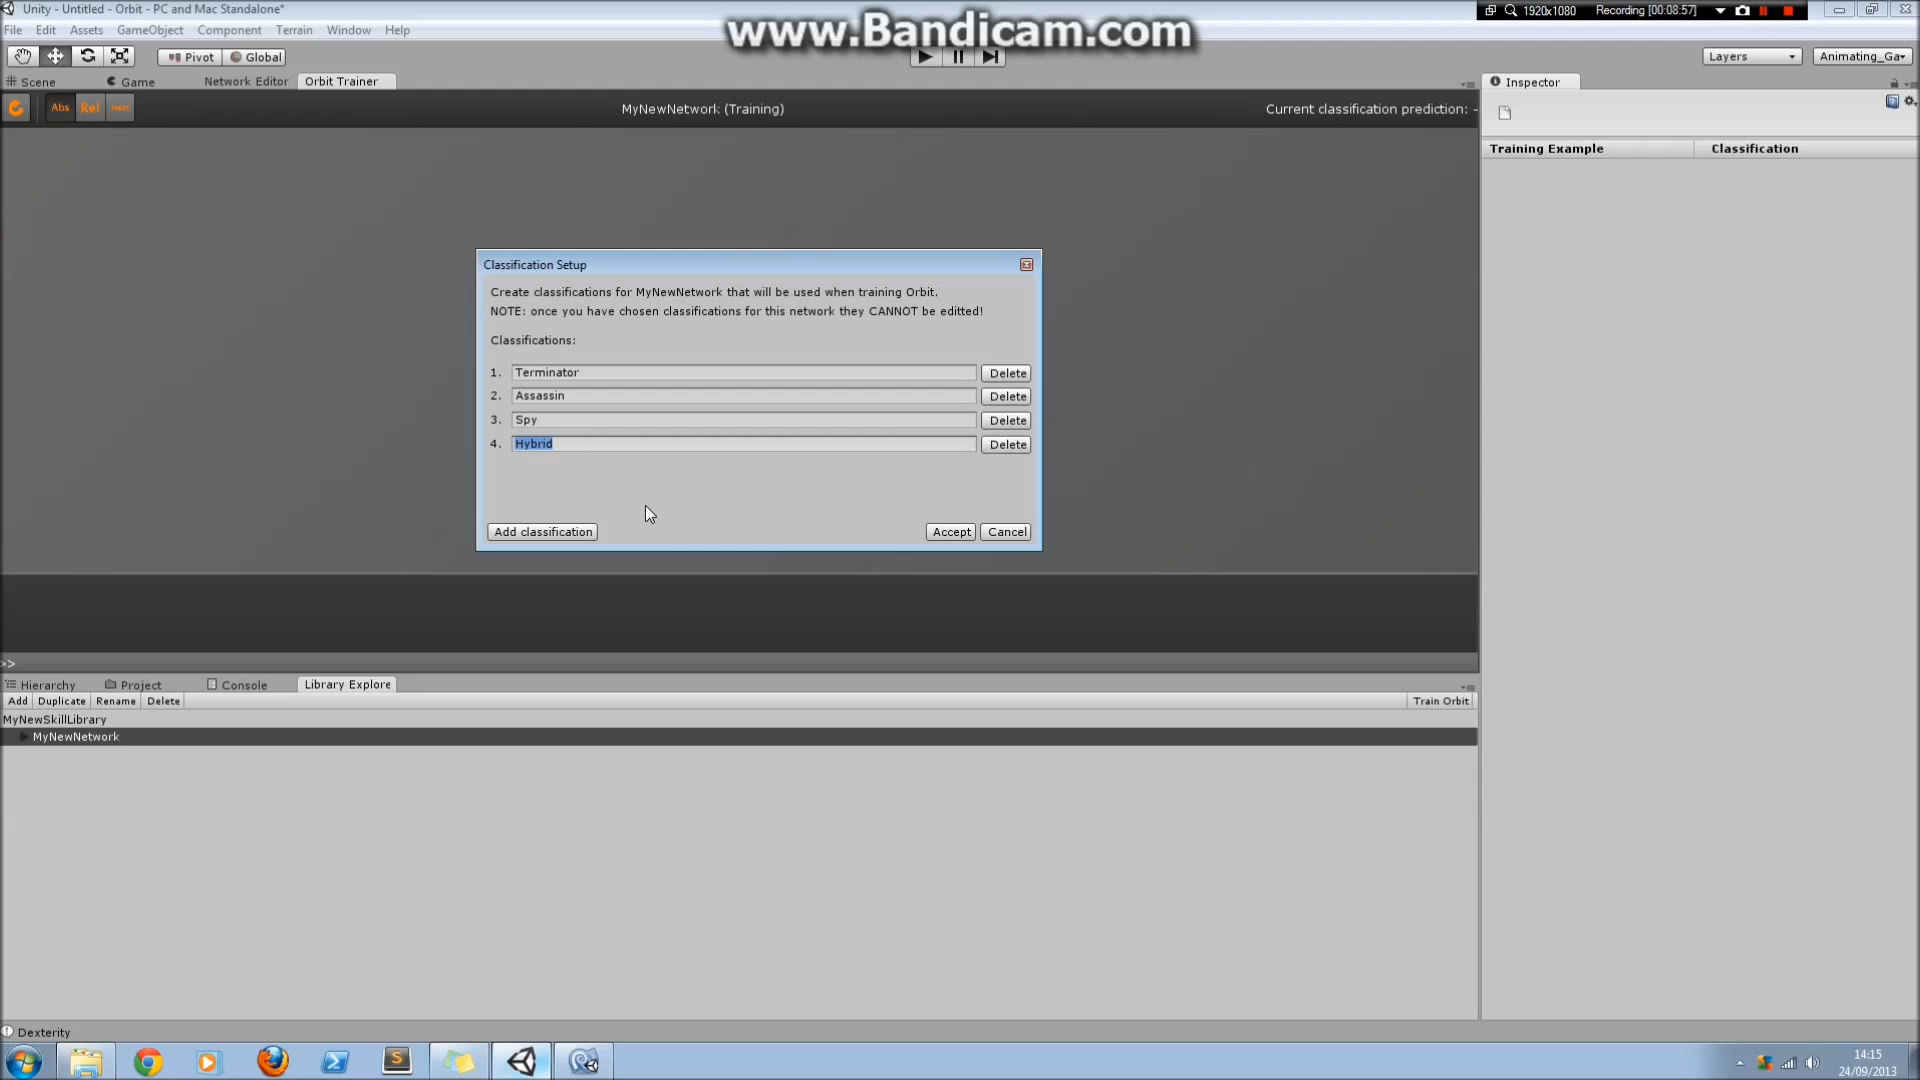 Unity - Untitled - Orbit - PC and Mac Standalone*
www.Bandicam.com
1920x1080 Recording [00:08:57]
File Edit Assets GameObject Component Terrain Window Help
Pivot Global Layers Animating_Ga
Scene Game Network Editor Orbit Trainer Inspector
Abs Rel MyNewNetwork (Training) Current classification prediction: -
Training Example Classification
Classification Setup
Create classifications for MyNewNetwork that will be used when training Orbit.
NOTE: once you have chosen classifications for this network they CANNOT be editted!
Classifications:
1. Terminator Delete
2. Assassin Delete
3. Spy Delete
4. Hybrid Delete
Add classification Accept Cancel
>>
Hierarchy Project Console Library Explore
Add Duplicate Rename Delete Train Orbit
MyNewSkillLibrary
MyNewNetwork
Dexterity
S
14:15
24/09/2013